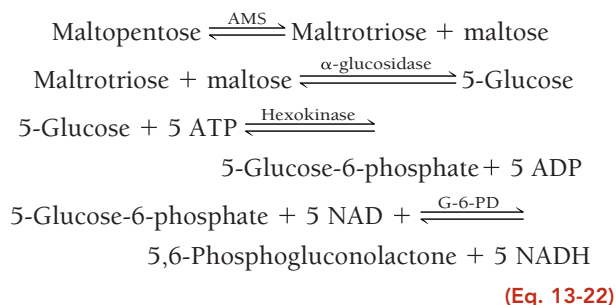 Maltopentose AMS Maltrotriose + maltose
Maltrotriose + maltose α-glucosidase 5-Glucose
5-Glucose + 5 ATP Hexokinase
5-Glucose-6-phosphate + 5 ADP
5-Glucose-6-phosphate + 5 NAD + G-6-PD
5,6-Phosphogluconolactone + 5 NADH
(Eq. 13-22)